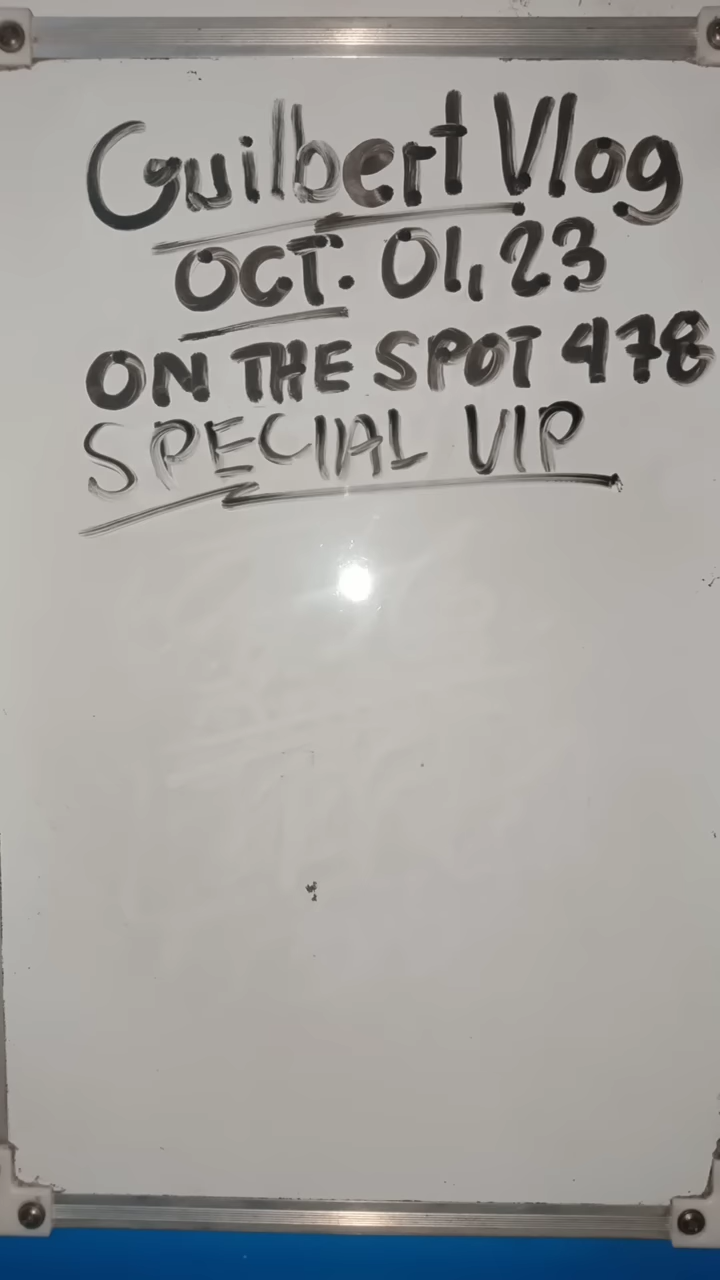 Guilbert Vlog
OCT. 01, 23
ON THE SPOT 478
SPECIAL VIP